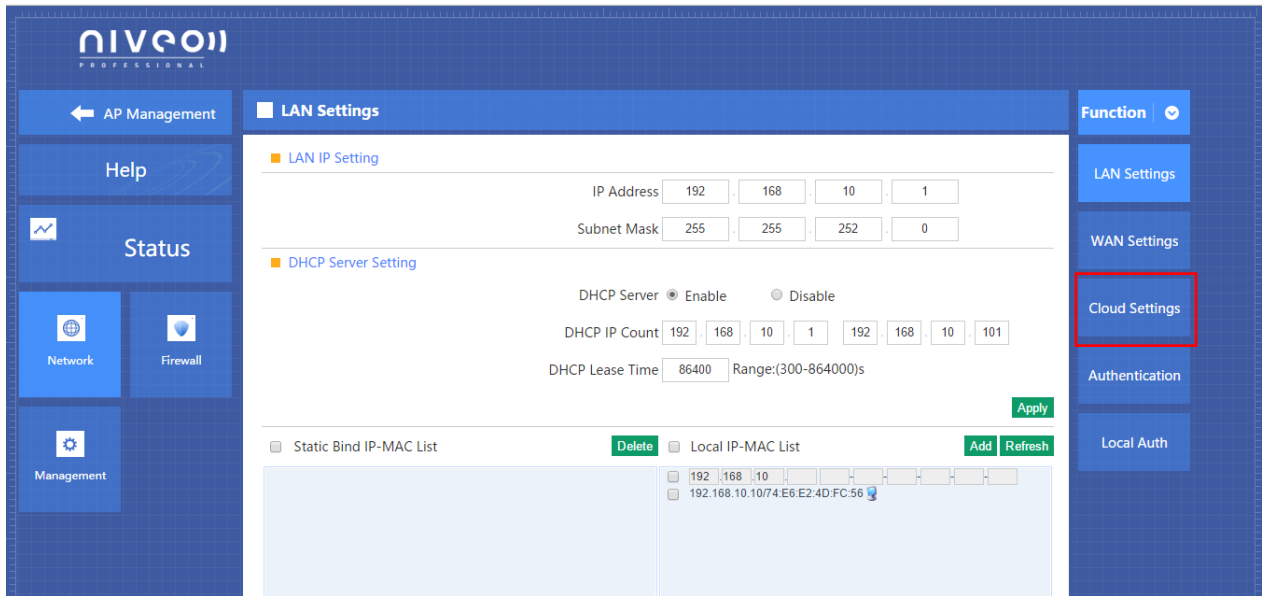 niveo
PROFESSIONAL
AP Management
Help
Status
Network
Firewall
Management
LAN Settings
LAN IP Setting
IP Address 192 . 168 . 10 . 1
Subnet Mask 255 . 255 . 252 . 0
DHCP Server Setting
DHCP Server Enable Disable
DHCP IP Count 192 . 168 . 10 . 1 192 . 168 . 10 . 101
DHCP Lease Time 86400 Range:(300-864000)s
Apply
Static Bind IP-MAC List Delete
Local IP-MAC List Add Refresh
192 .168 .10 . - - - - -
192.168.10.10/74:E6:E2:4D:FC:56
Function
LAN Settings
WAN Settings
Cloud Settings
Authentication
Local Auth